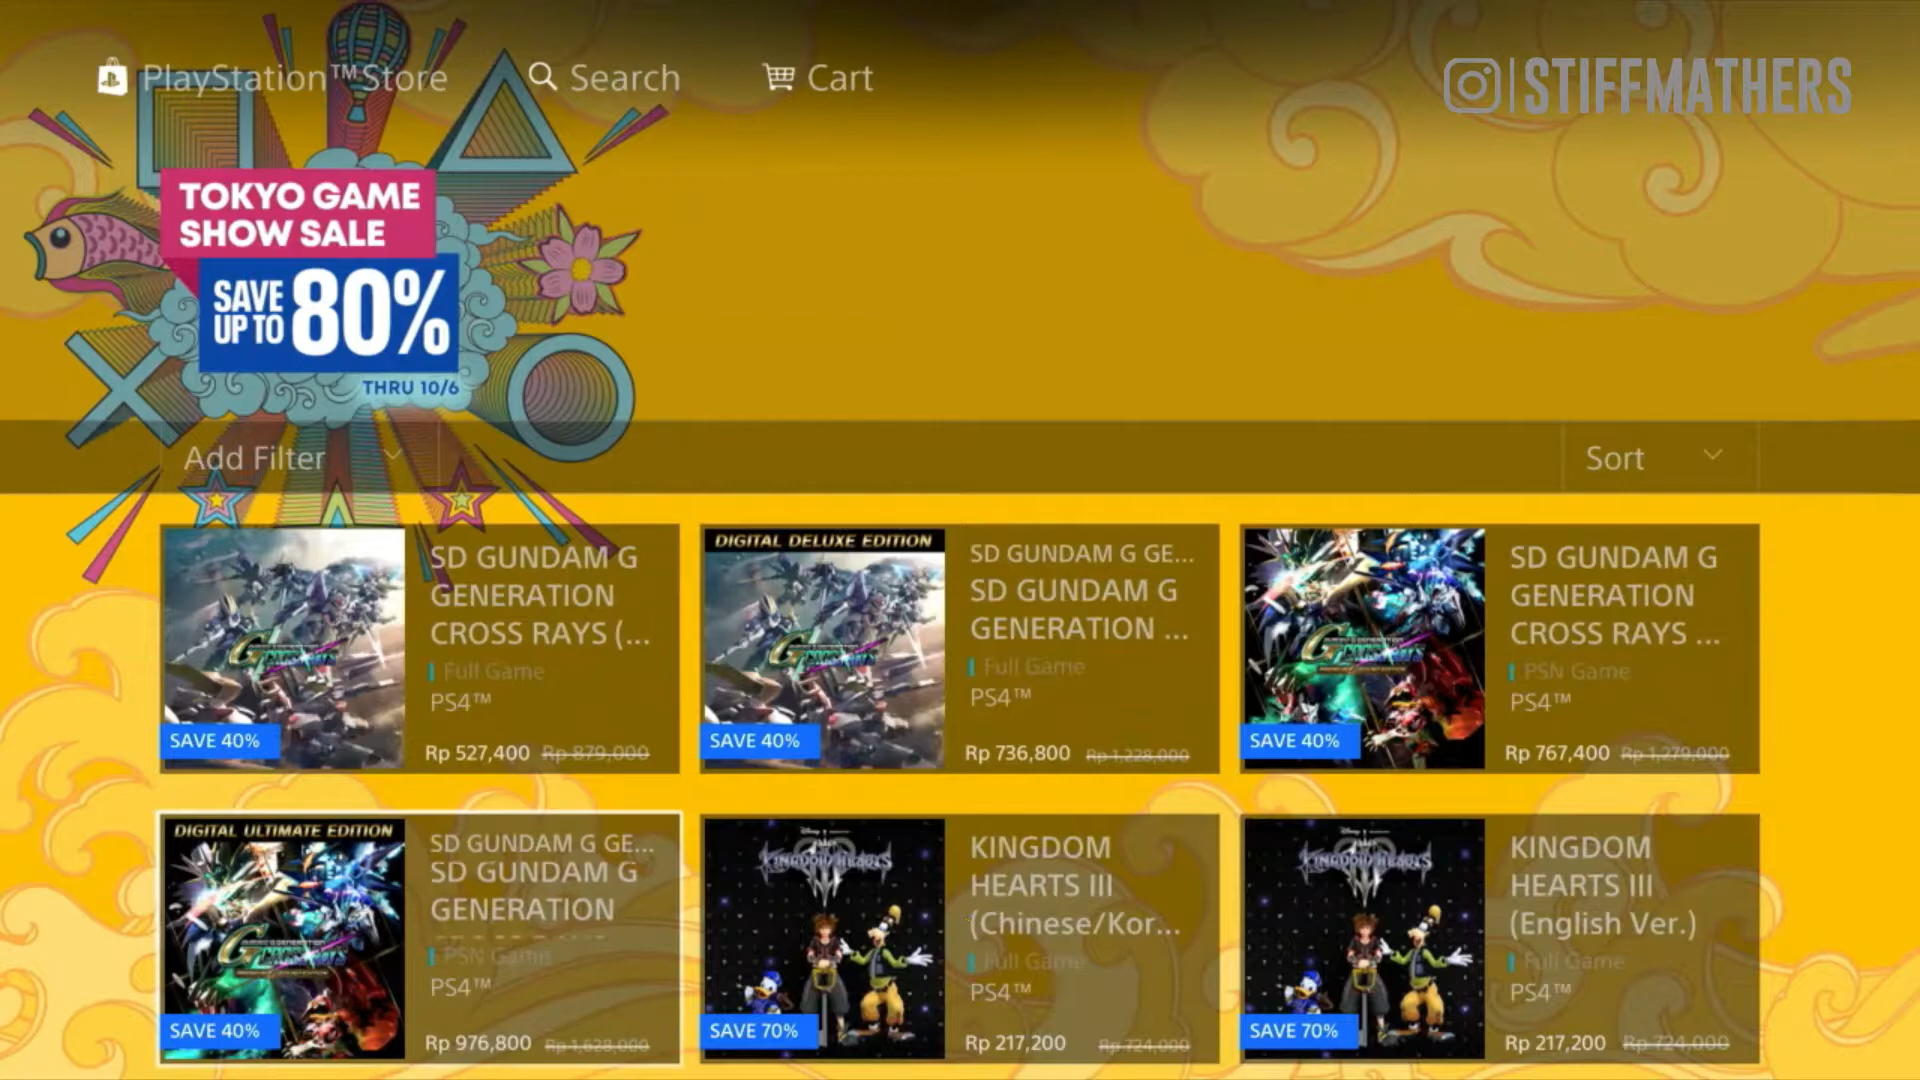 PlayStation™Store
Search
Cart
STIFFMATHERS
TOKYO GAME
SHOW SALE
SAVE
UP TO
80%
THRU 10/6
Add Filter
Sort
SD GUNDAM G
GENERATION
CROSS RAYS (...
Full Game
PS4™
SAVE 40%
Rp 527,400 Rp 879,000
DIGITAL DELUXE EDITION
SD GUNDAM G GE...
SD GUNDAM G
GENERATION ...
Full Game
PS4™
SAVE 40%
Rp 736,800 Rp 1,228,000
SD GUNDAM G
GENERATION
CROSS RAYS ...
PSN Game
PS4™
SAVE 40%
Rp 767,400 Rp 1,279,000
DIGITAL ULTIMATE EDITION
SD GUNDAM G GE...
SD GUNDAM G
GENERATION
PSN Game
PS4™
SAVE 40%
Rp 976,800 Rp 1,628,000
KINGDOM HEARTS
KINGDOM
HEARTS III
(Chinese/Kor...
Full Game
PS4™
SAVE 70%
Rp 217,200 Rp 724,000
KINGDOM HEARTS
KINGDOM
HEARTS III
(English Ver.)
Full Game
PS4™
SAVE 70%
Rp 217,200 Rp 724,000